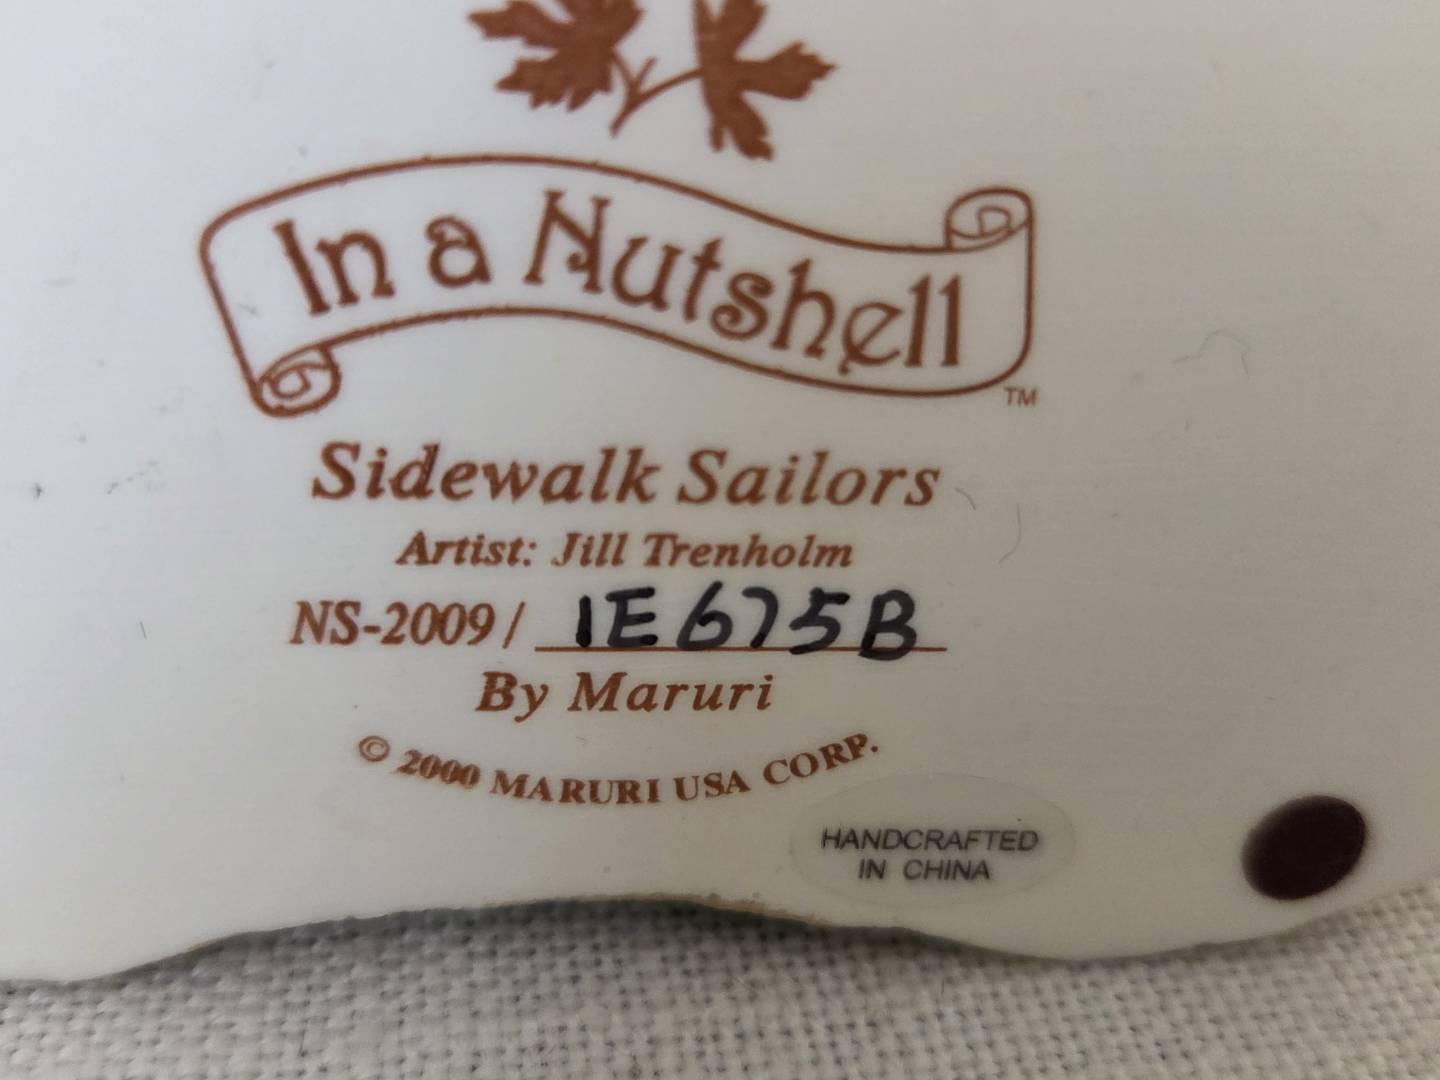 In a Nutshell
TM
Sidewalk Sailors
Artist: Jill Trenholm
NS-2009/ 1E675B
By Maruri
© 2000 MARURI USA CORP.
HANDCRAFTED
IN CHINA